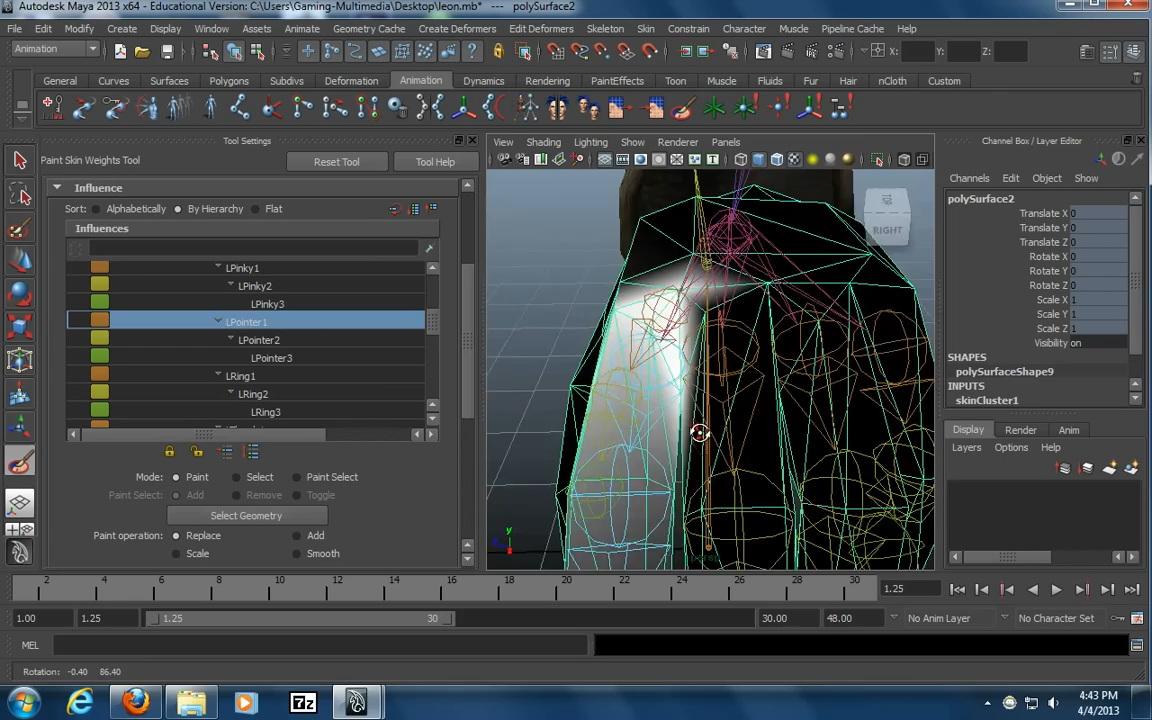 Autodesk Maya 2013 x64 - Educational Version: C:\Users\Gaming-Multimedia\Desktop\leon.mb* --- polySurface2
File Edit Modify Create Display Window Assets Animate Geometry Cache Create Deformers Edit Deformers Skeleton Skin Constrain Character Muscle Pipeline Cache Help
Animation X: Y: Z:
General Curves Surfaces Polygons Subdivs Deformation Animation Dynamics Rendering PaintEffects Toon Muscle Fluids Fur Hair nCloth Custom
Tool Settings
Paint Skin Weights Tool Reset Tool Tool Help
Influence
Sort: Alphabetically By Hierarchy Flat
Influences
LPinky1
LPinky2
LPinky3
LPointer1
LPointer2
LPointer3
LRing1
LRing2
LRing3
Mode: Paint Select Paint Select
Paint Select: Add Remove Toggle
Select Geometry
Paint operation: Replace Add
Scale Smooth
View Shading Lighting Show Renderer Panels
RIGHT
y
Channel Box / Layer Editor
Channels Edit Object Show
polySurface2
Translate X 0
Translate Y 0
Translate Z 0
Rotate X 0
Rotate Y 0
Rotate Z 0
Scale X 1
Scale Y 1
Scale Z 1
Visibility on
SHAPES
polySurfaceShape9
INPUTS
skinCluster1
Display Render Anim
Layers Options Help
2 4 6 8 10 12 14 16 18 20 22 24 26 28 30 1.25
1.00 1.25 1.25 30 30.00 48.00 No Anim Layer No Character Set
MEL
Rotation: -0.40 86.40
7z
4:43 PM
4/4/2013